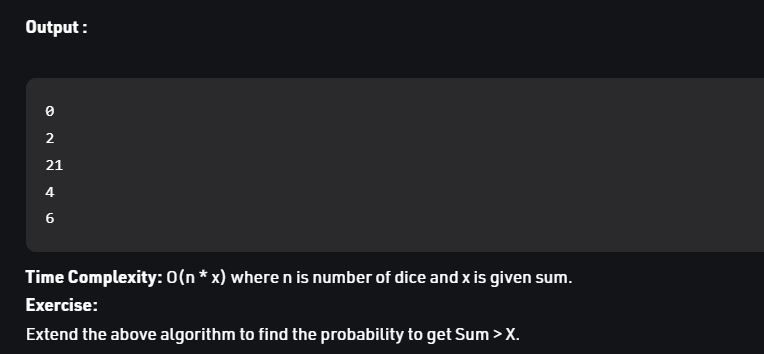 Output :
0
2
21
4
6
Time Complexity: O(n * x) where n is number of dice and x is given sum.
Exercise:
Extend the above algorithm to find the probability to get Sum > X.